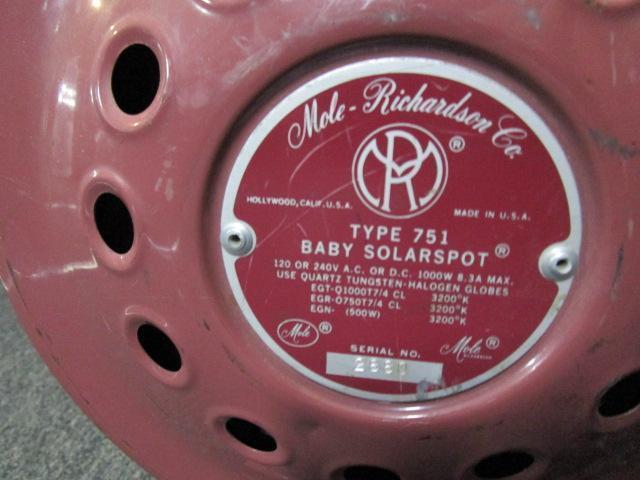 Mole-Richardson Co.
MR ®
HOLLYWOOD, CALIF. U.S.A. MADE IN U.S.A.
TYPE 751
BABY SOLARSPOT ®
120 OR 240V A.C. OR D.C. 1000W 8.3A MAX.
USE QUARTZ TUNGSTEN-HALOGEN GLOBES
EGT-Q1000T7/4 CL 3200°K
EGR-Q750T7/4 CL 3200°K
EGN- (500W) 3200°K
Mole ® Mole ®
RICHARDSON
SERIAL NO.